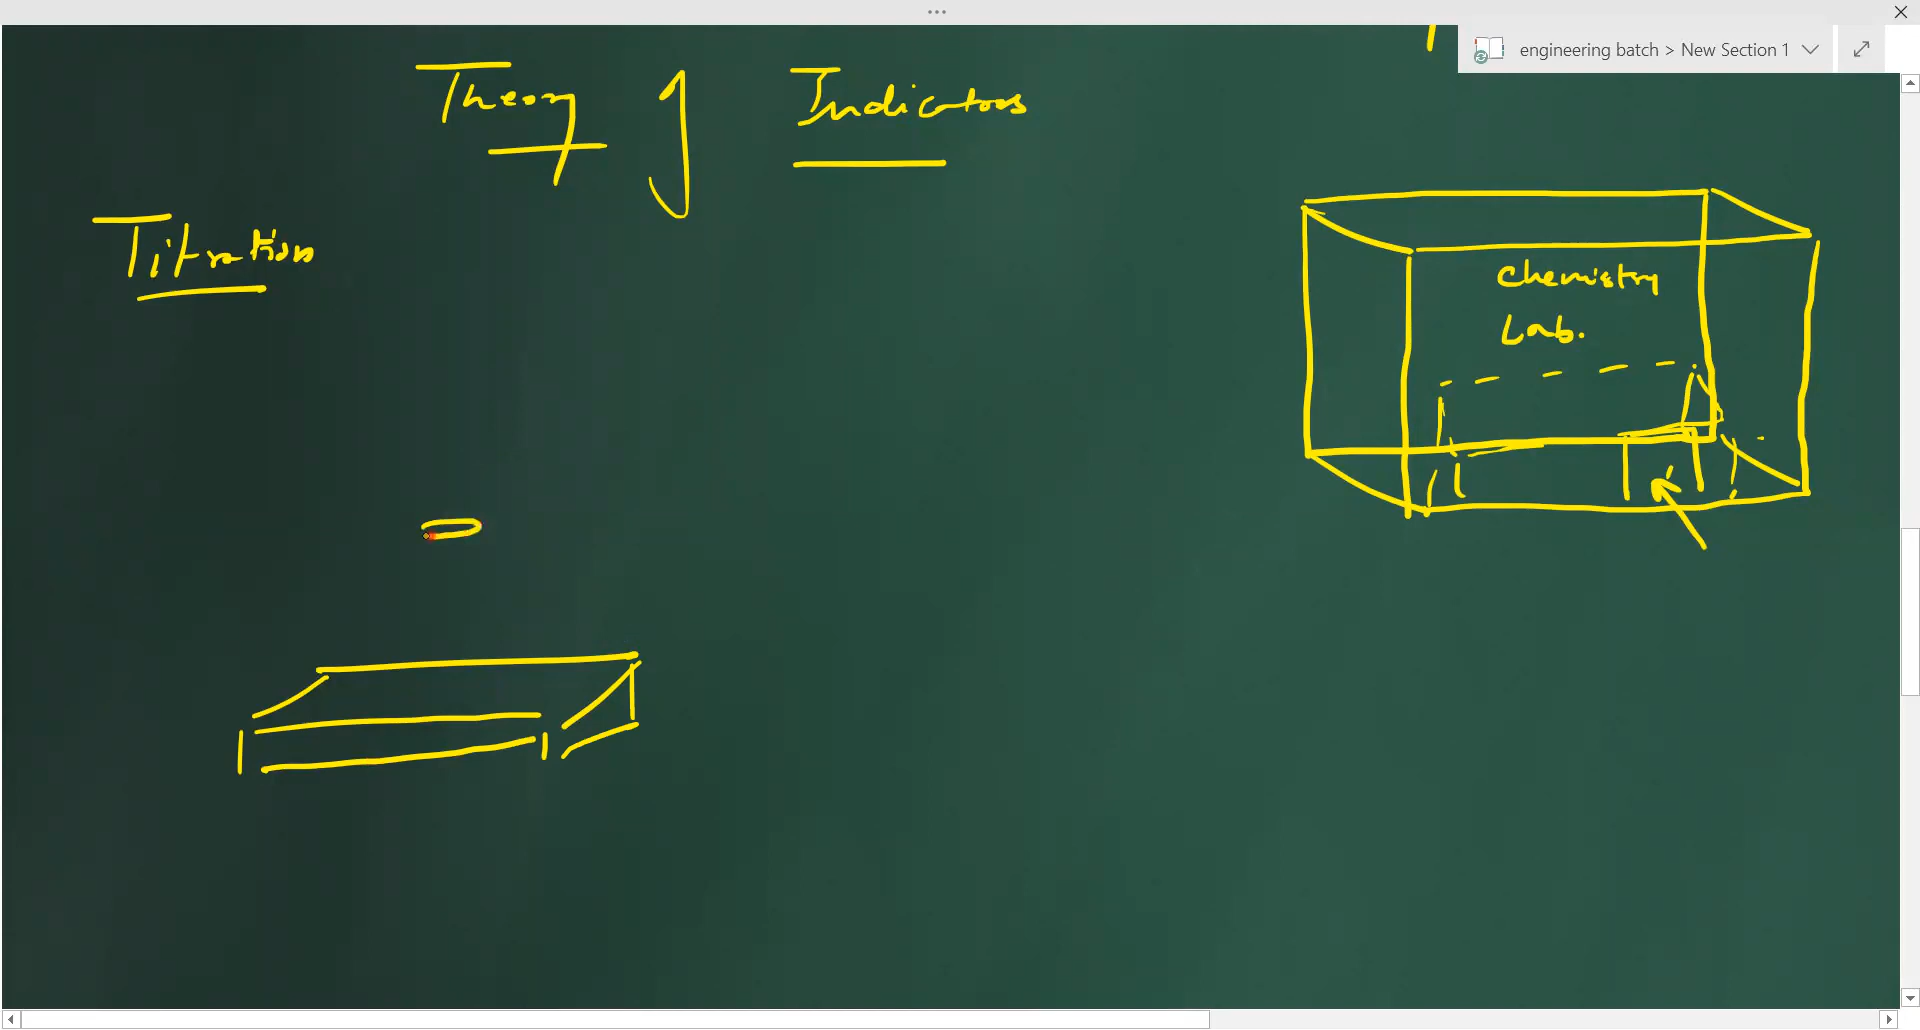 engineering batch > New Section 1
Theory of Indicators
Titration
Chemistry
Lab.